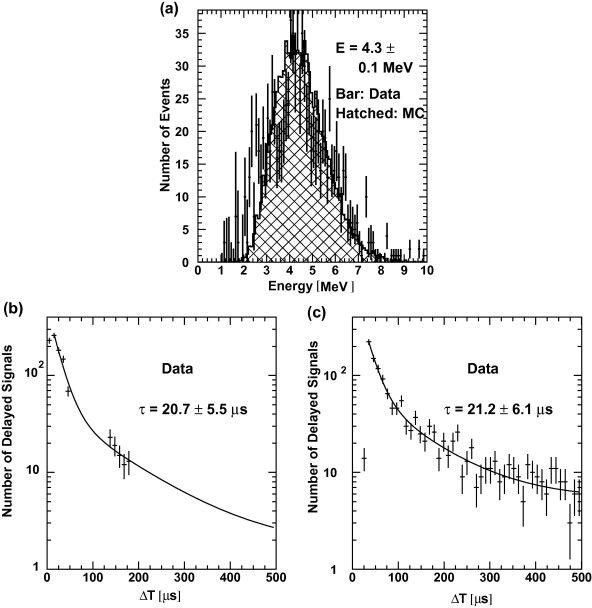 (a)
35
30
25
20
15
10
5
0
Number of Events
E = 4.3 ±
0.1 MeV
Bar: Data
Hatched: MC
0 1 2 3 4 5 6 7 8 9 10
Energy [MeV]
(b)
Number of Delayed Signals
10²
10
1
Data
τ = 20.7 ± 5.5 μs
0 100 200 300 400 500
ΔT [μs]
(c)
Number of Delayed Signals
10²
10
1
Data
τ = 21.2 ± 6.1 μs
0 100 200 300 400 500
ΔT [μs]